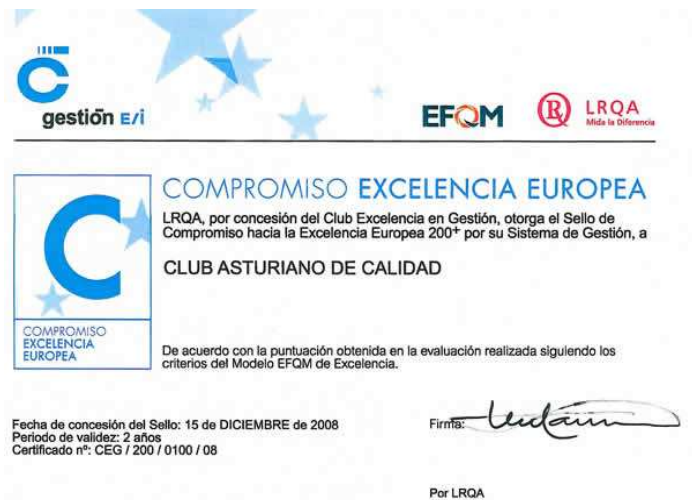 gestión E/i
EFQM
R LRQA
Mida la Diferencia
COMPROMISO EXCELENCIA EUROPEA
LRQA, por concesión del Club Excelencia en Gestión, otorga el Sello de
Compromiso hacia la Excelencia Europea 200+ por su Sistema de Gestión, a
CLUB ASTURIANO DE CALIDAD
C
COMPROMISO
EXCELENCIA
EUROPEA
De acuerdo con la puntuación obtenida en la evaluación realizada siguiendo los
criterios del Modelo EFQM de Excelencia.
Fecha de concesión del Sello: 15 de DICIEMBRE de 2008
Periodo de validez: 2 años
Certificado nº: CEG / 200 / 0100 / 08
Firma:
Por LRQA